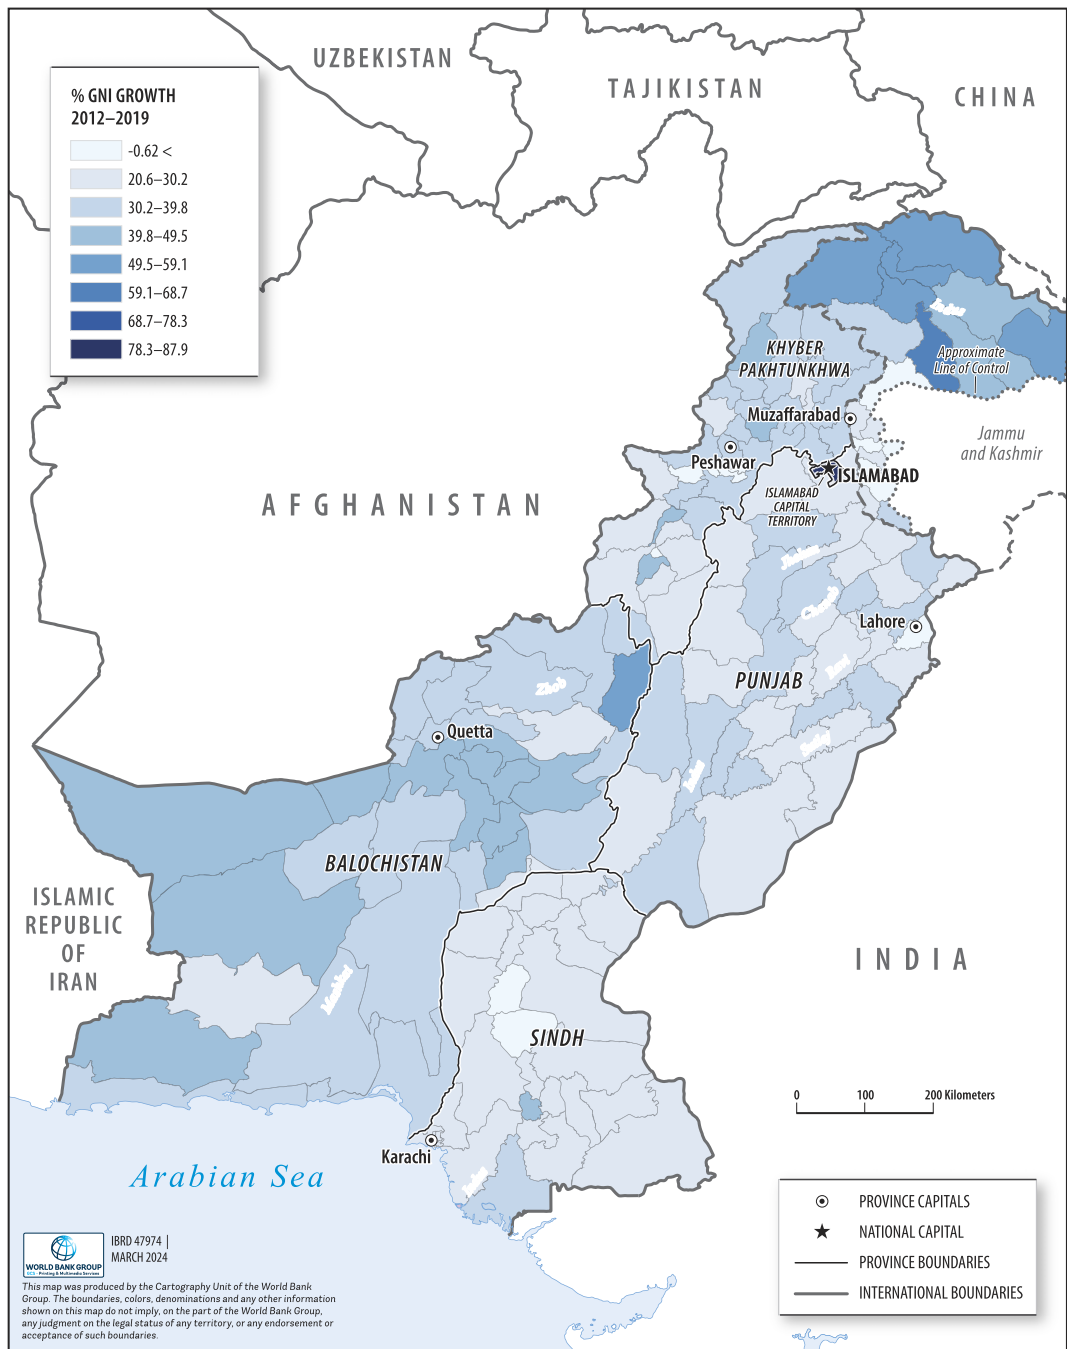 UZBEKISTAN
TAJIKISTAN
CHINA
% GNI GROWTH
2012–2019
-0.62 <
20.6–30.2
30.2–39.8
39.8–49.5
49.5–59.1
59.1–68.7
68.7–78.3
78.3–87.9
KHYBER
PAKHTUNKHWA
Approximate
Line of Control
Muzaffarabad
Jammu
and Kashmir
Peshawar
ISLAMABAD
ISLAMABAD
CAPITAL
TERRITORY
AFGHANISTAN
Lahore
PUNJAB
Zhob
Quetta
BALOCHISTAN
ISLAMIC
REPUBLIC
OF
IRAN
INDIA
SINDH
0 100 200 Kilometers
Karachi
Arabian Sea
PROVINCE CAPITALS
NATIONAL CAPITAL
PROVINCE BOUNDARIES
INTERNATIONAL BOUNDARIES
IBRD 47974 |
MARCH 2024
WORLD BANK GROUP
GCS - Printing & Multimedia Services
This map was produced by the Cartography Unit of the World Bank
Group. The boundaries, colors, denominations and any other information
shown on this map do not imply, on the part of the World Bank Group,
any judgment on the legal status of any territory, or any endorsement or
acceptance of such boundaries.